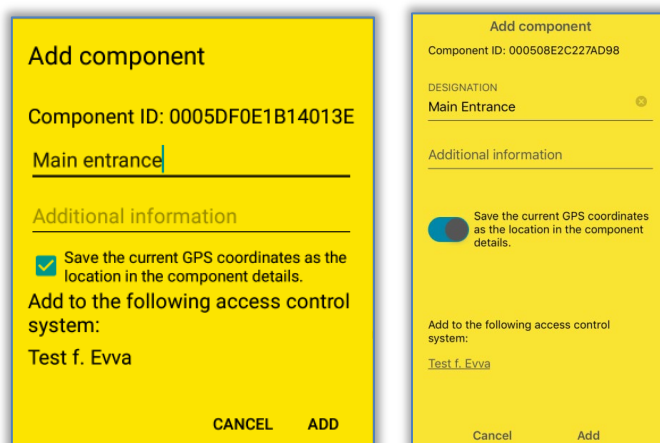 Add component
Component ID: 0005DF0E1B14013E
Main entrance
Additional information
Save the current GPS coordinates as the
location in the component details.
Add to the following access control
system:
Test f. Evva
CANCEL ADD
Add component
Component ID: 000508E2C227AD98
DESIGNATION
Main Entrance
Additional information
Save the current GPS coordinates
as the location in the component
details.
Add to the following access control
system:
Test f. Evva
Cancel Add